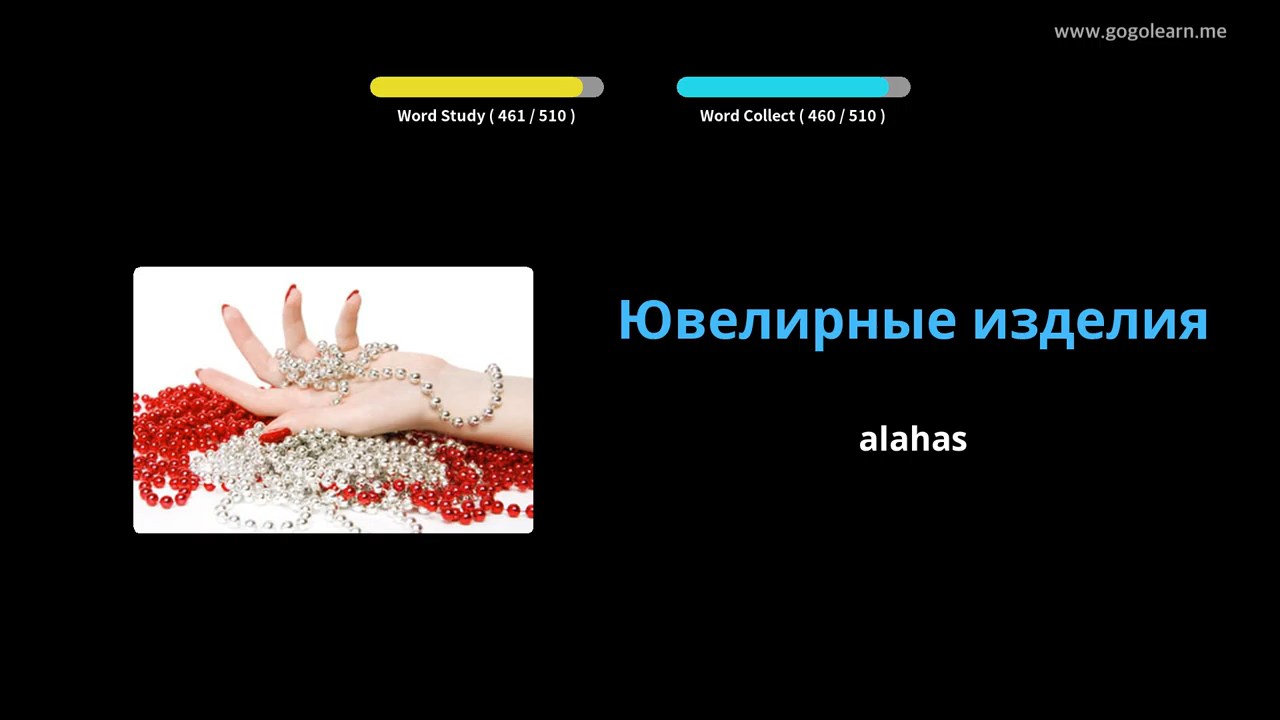 www.gogolearn.me
Word Study ( 461 / 510 )
Word Collect ( 460 / 510 )
Ювелирные изделия
alahas